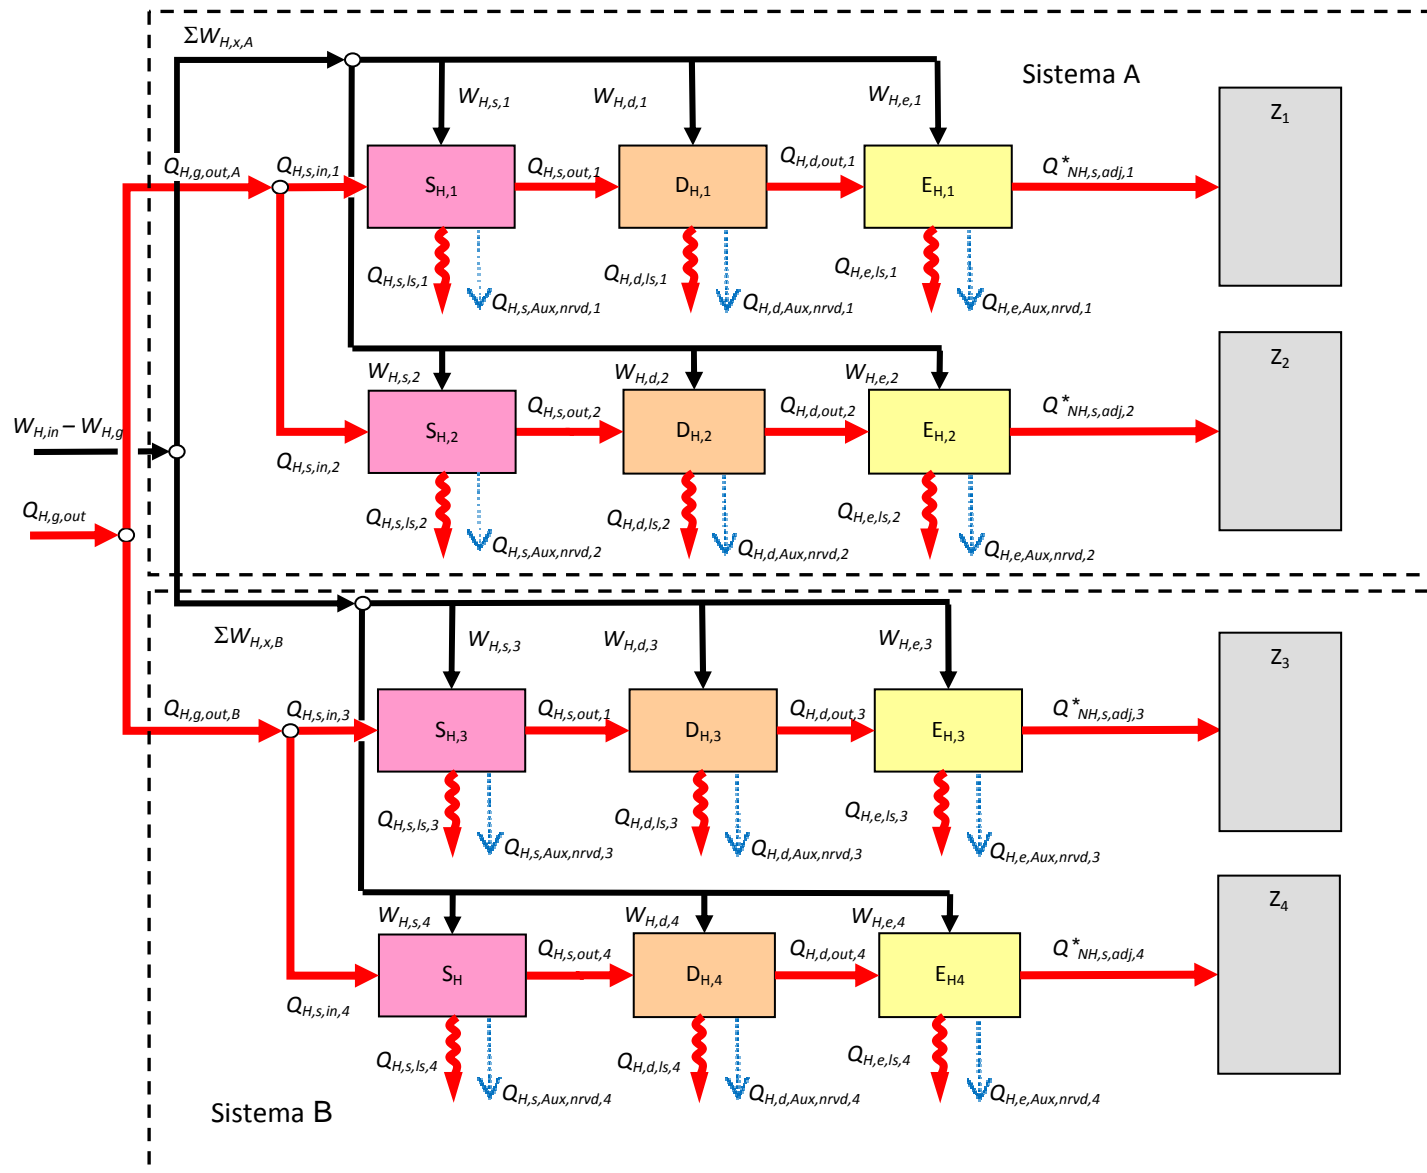 ΣW_H,x,A
Sistema A
W_H,s,1
W_H,d,1
W_H,e,1
Z_1
Q_H,g,out,A
Q_H,s,in,1
S_H,1
Q_H,s,out,1
D_H,1
Q_H,d,out,1
E_H,1
Q*_NH,s,adj,1
Q_H,s,ls,1
Q_H,s,Aux,nrvd,1
Q_H,d,ls,1
Q_H,d,Aux,nrvd,1
Q_H,e,ls,1
Q_H,e,Aux,nrvd,1
W_H,s,2
W_H,d,2
W_H,e,2
Z_2
W_H,in – W_H,g
Q_H,s,in,2
S_H,2
Q_H,s,out,2
D_H,2
Q_H,d,out,2
E_H,2
Q*_NH,s,adj,2
Q_H,g,out
Q_H,s,ls,2
Q_H,s,Aux,nrvd,2
Q_H,d,ls,2
Q_H,d,Aux,nrvd,2
Q_H,e,ls,2
Q_H,e,Aux,nrvd,2
ΣW_H,x,B
W_H,s,3
W_H,d,3
W_H,e,3
Z_3
Q_H,g,out,B
Q_H,s,in,3
S_H,3
Q_H,s,out,1
D_H,3
Q_H,d,out,3
E_H,3
Q*_NH,s,adj,3
Q_H,s,ls,3
Q_H,s,Aux,nrvd,3
Q_H,d,ls,3
Q_H,d,Aux,nrvd,3
Q_H,e,ls,3
Q_H,e,Aux,nrvd,3
W_H,s,4
W_H,d,4
W_H,e,4
Z_4
Q_H,s,in,4
S_H
Q_H,s,out,4
D_H,4
Q_H,d,out,4
E_H4
Q*_NH,s,adj,4
Q_H,s,ls,4
Q_H,s,Aux,nrvd,4
Q_H,d,ls,4
Q_H,d,Aux,nrvd,4
Q_H,e,ls,4
Q_H,e,Aux,nrvd,4
Sistema B